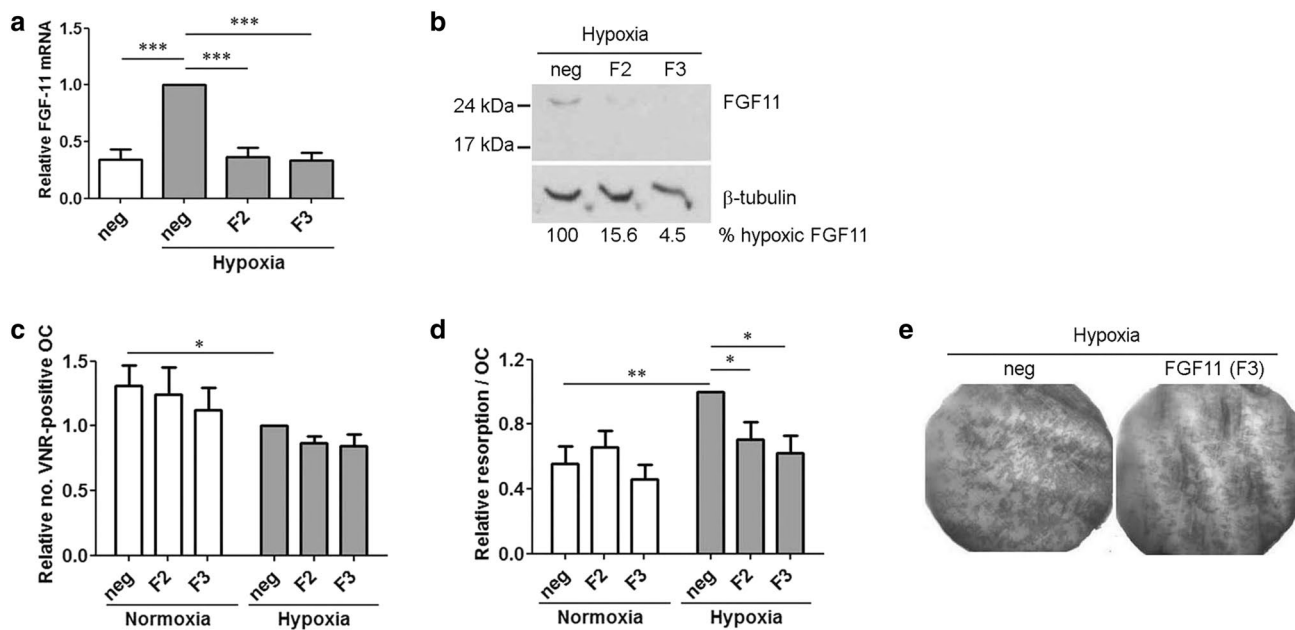 a
Relative FGF-11 mRNA
1.5
1.0
0.5
0.0
***
***
***
neg
neg
F2
F3
Hypoxia
b
Hypoxia
neg F2 F3
24 kDa
17 kDa
FGF11
β-tubulin
100 15.6 4.5 % hypoxic FGF11
c
Relative no. VNR-positive OC
1.5
1.0
0.5
0.0
*
neg
F2
F3
neg
F2
F3
Normoxia
Hypoxia
d
Relative resorption / OC
1.2
0.8
0.4
0.0
**
*
*
neg
F2
F3
neg
F2
F3
Normoxia
Hypoxia
e
Hypoxia
neg FGF11 (F3)